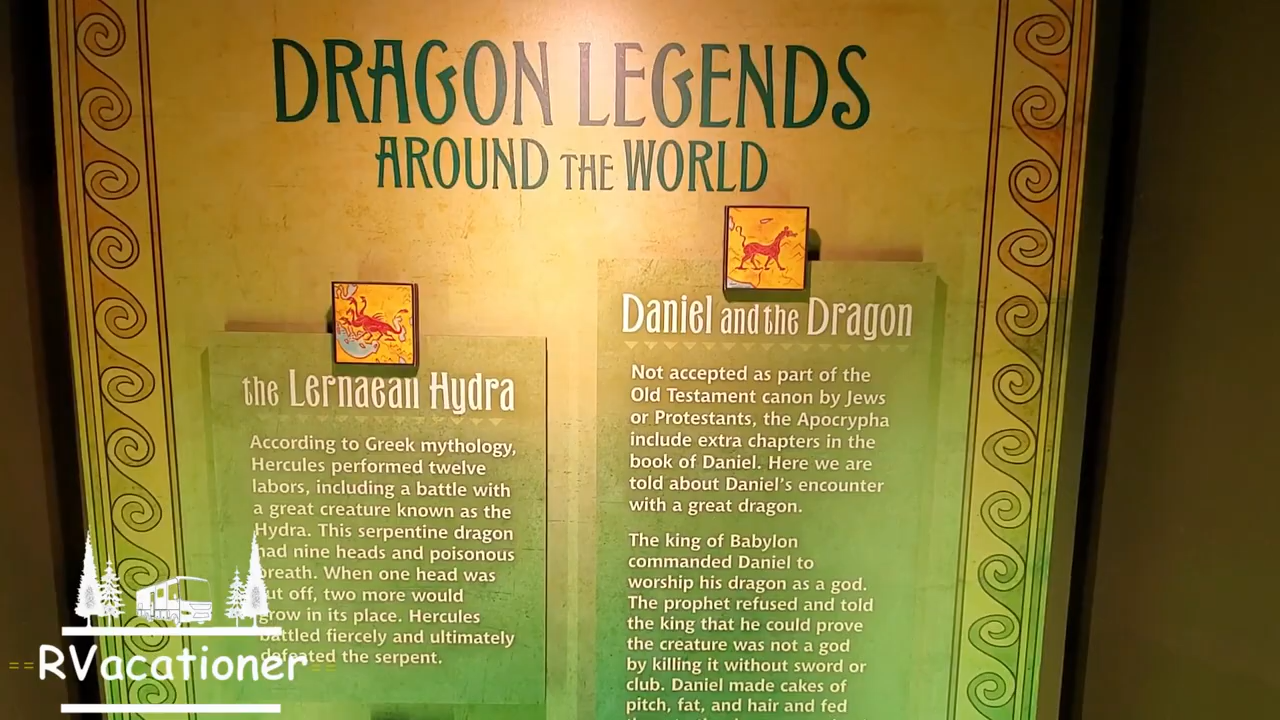 DRAGON LEGENDS
AROUND THE WORLD
the Lernaean Hydra
According to Greek mythology,
Hercules performed twelve
labors, including a battle with
a great creature known as the
Hydra. This serpentine dragon
had nine heads and poisonous
breath. When one head was
cut off, two more would
grow in its place. Hercules
battled fiercely and ultimately
defeated the serpent.
Daniel and the Dragon
Not accepted as part of the
Old Testament canon by Jews
or Protestants, the Apocrypha
include extra chapters in the
book of Daniel. Here we are
told about Daniel's encounter
with a great dragon.
The king of Babylon
commanded Daniel to
worship his dragon as a god.
The prophet refused and told
the king that he could prove
the creature was not a god
by killing it without sword or
club. Daniel made cakes of
pitch, fat, and hair and fed
==RVacationer==